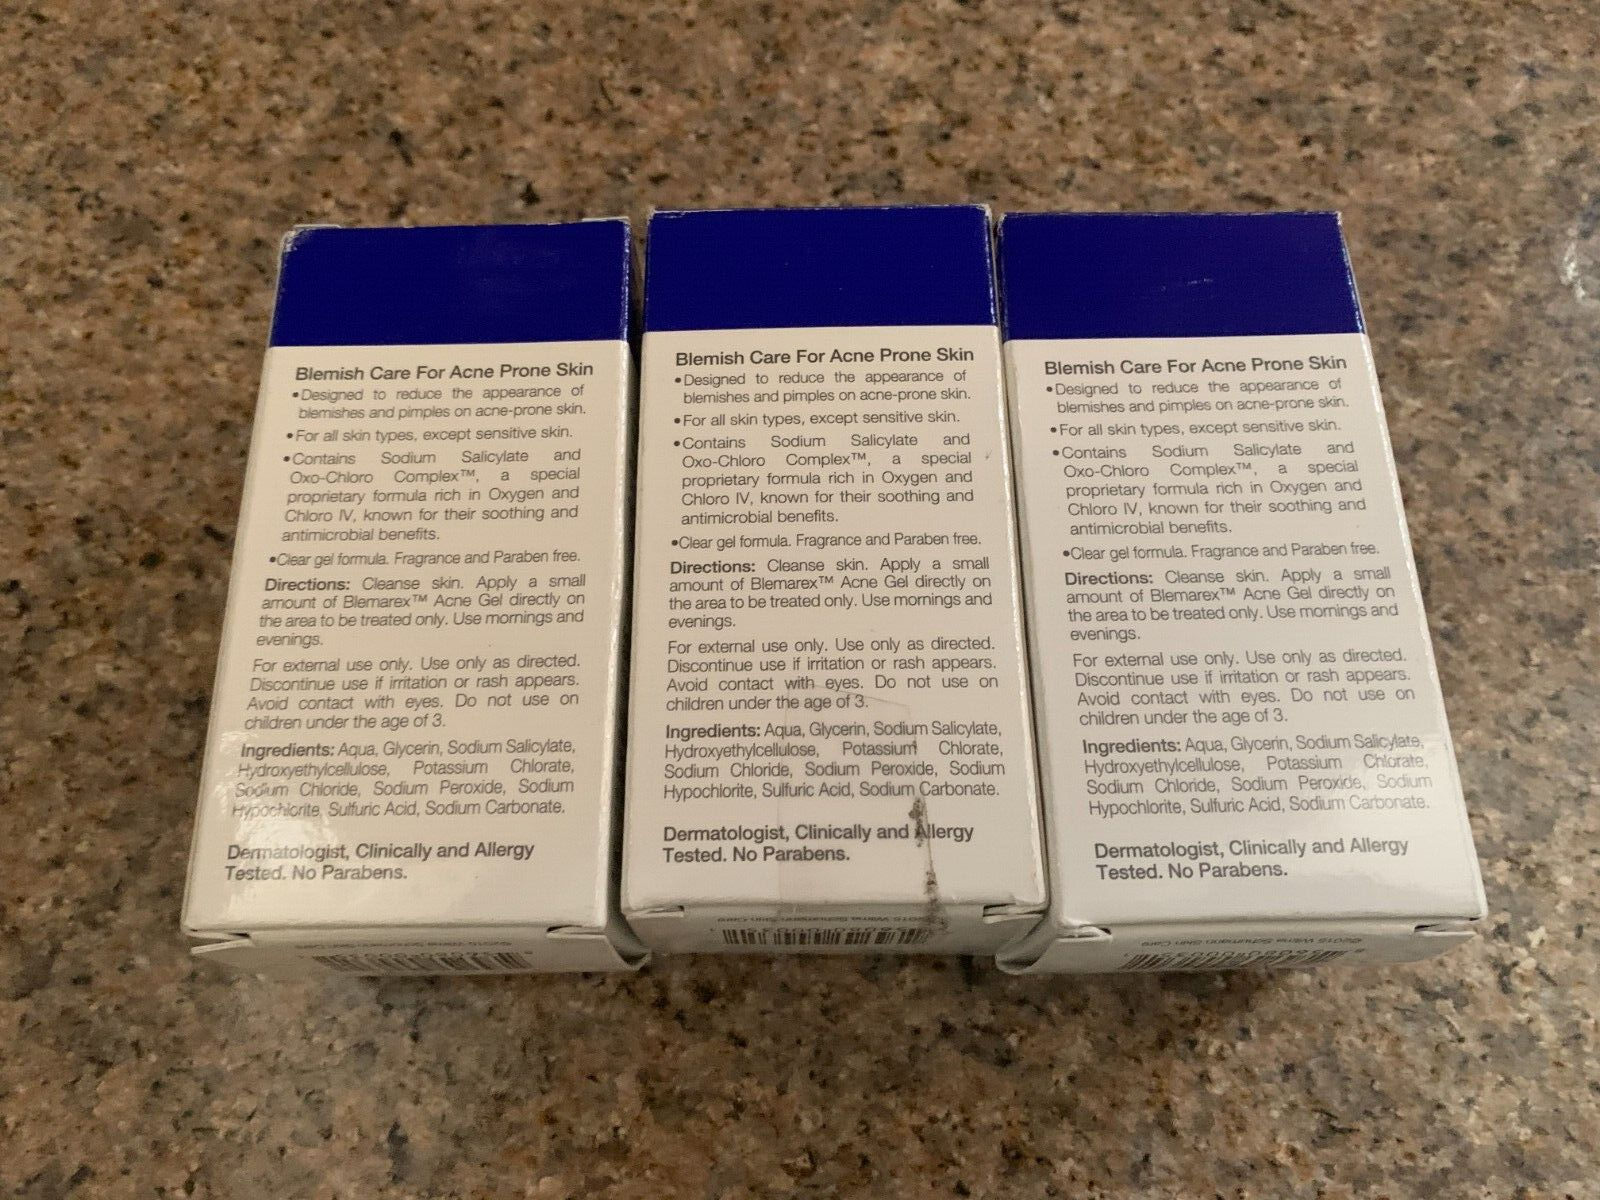 Blemish Care For Acne Prone Skin
•Designed to reduce the appearance of
blemishes and pimples on acne-prone skin.
•For all skin types, except sensitive skin.
•Contains Sodium Salicylate and
Oxo-Chloro Complex™, a special
proprietary formula rich in Oxygen and
Chloro IV, known for their soothing and
antimicrobial benefits.
•Clear gel formula. Fragrance and Paraben free.
Directions: Cleanse skin. Apply a small
amount of Blemarex™ Acne Gel directly on
the area to be treated only. Use mornings and
evenings.
For external use only. Use only as directed.
Discontinue use if irritation or rash appears.
Avoid contact with eyes. Do not use on
children under the age of 3.
Ingredients: Aqua, Glycerin, Sodium Salicylate,
Hydroxyethylcellulose, Potassium Chlorate,
Sodium Chloride, Sodium Peroxide, Sodium
Hypochlorite, Sulfuric Acid, Sodium Carbonate.
Dermatologist, Clinically and Allergy
Tested. No Parabens.
Blemish Care For Acne Prone Skin
•Designed to reduce the appearance of
blemishes and pimples on acne-prone skin.
•For all skin types, except sensitive skin.
•Contains Sodium Salicylate and
Oxo-Chloro Complex™, a special
proprietary formula rich in Oxygen and
Chloro IV, known for their soothing and
antimicrobial benefits.
•Clear gel formula. Fragrance and Paraben free.
Directions: Cleanse skin. Apply a small
amount of Blemarex™ Acne Gel directly on
the area to be treated only. Use mornings and
evenings.
For external use only. Use only as directed.
Discontinue use if irritation or rash appears.
Avoid contact with eyes. Do not use on
children under the age of 3.
Ingredients: Aqua, Glycerin, Sodium Salicylate,
Hydroxyethylcellulose, Potassium Chlorate,
Sodium Chloride, Sodium Peroxide, Sodium
Hypochlorite, Sulfuric Acid, Sodium Carbonate.
Dermatologist, Clinically and Allergy
Tested. No Parabens.
©2015 Wilma Schumann Skin Care
Blemish Care For Acne Prone Skin
•Designed to reduce the appearance of
blemishes and pimples on acne-prone skin.
•For all skin types, except sensitive skin.
•Contains Sodium Salicylate and
Oxo-Chloro Complex™, a special
proprietary formula rich in Oxygen and
Chloro IV, known for their soothing and
antimicrobial benefits.
•Clear gel formula. Fragrance and Paraben free.
Directions: Cleanse skin. Apply a small
amount of Blemarex™ Acne Gel directly on
the area to be treated only. Use mornings and
evenings.
For external use only. Use only as directed.
Discontinue use if irritation or rash appears.
Avoid contact with eyes. Do not use on
children under the age of 3.
Ingredients: Aqua, Glycerin, Sodium Salicylate,
Hydroxyethylcellulose, Potassium Chlorate,
Sodium Chloride, Sodium Peroxide, Sodium
Hypochlorite, Sulfuric Acid, Sodium Carbonate.
Dermatologist, Clinically and Allergy
Tested. No Parabens.
©2015 Wilma Schumann Skin Care